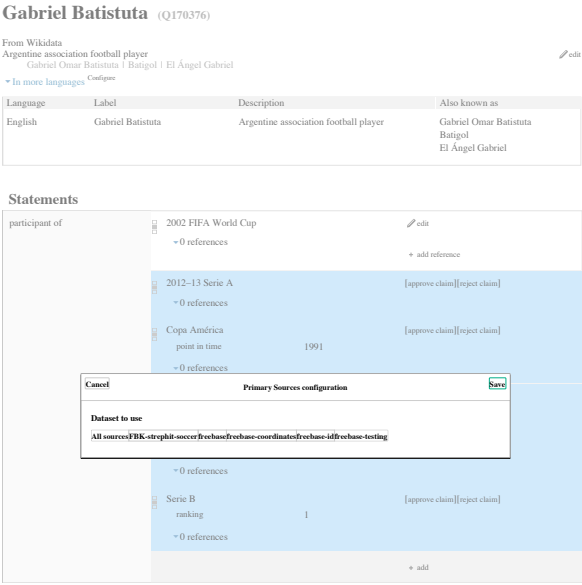 Gabriel Batistuta (Q170376)
From Wikidata
Argentine association football player
edit
Gabriel Omar Batistuta | Batigol | El Ángel Gabriel
In more languages Configure
Language Label Description Also known as
English Gabriel Batistuta Argentine association football player Gabriel Omar Batistuta
Batigol
El Ángel Gabriel
Statements
participant of 2002 FIFA World Cup edit
0 references
+ add reference
2012–13 Serie A [approve claim][reject claim]
0 references
Copa América [approve claim][reject claim]
point in time 1991
0 references
Cancel Primary Sources configuration Save
Dataset to use
All sources FBK-strephit-soccer freebase freebase-coordinates freebase-id freebase-testing
0 references
Serie B [approve claim][reject claim]
ranking 1
0 references
+ add